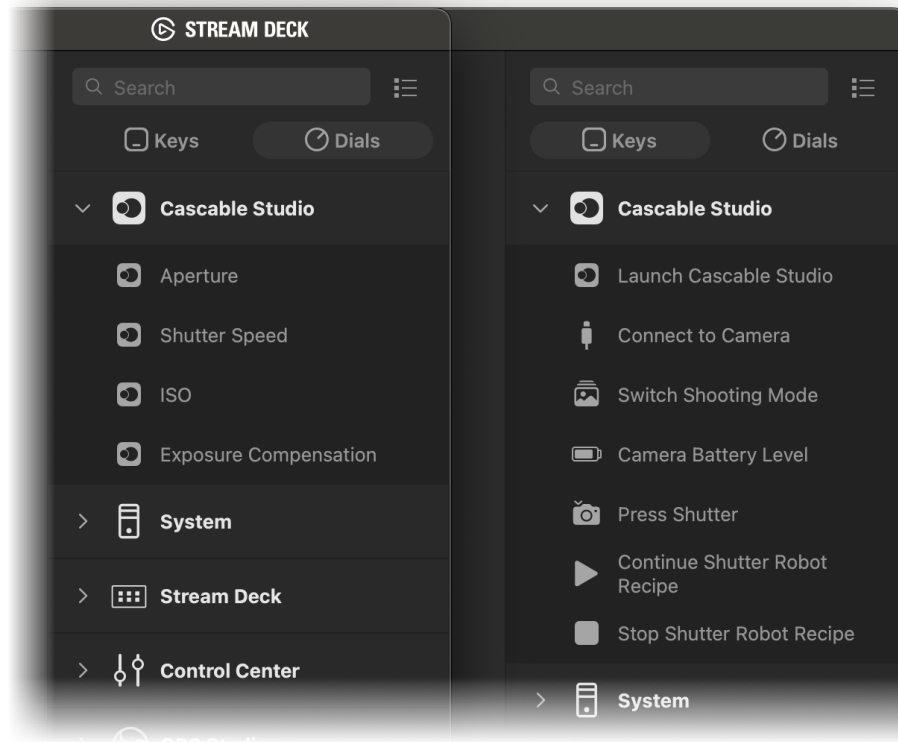 STREAM DECK
Search
Keys
Dials
Cascable Studio
Aperture
Shutter Speed
ISO
Exposure Compensation
System
Stream Deck
Control Center
Search
Keys
Dials
Cascable Studio
Launch Cascable Studio
Connect to Camera
Switch Shooting Mode
Camera Battery Level
Press Shutter
Continue Shutter Robot
Recipe
Stop Shutter Robot Recipe
System